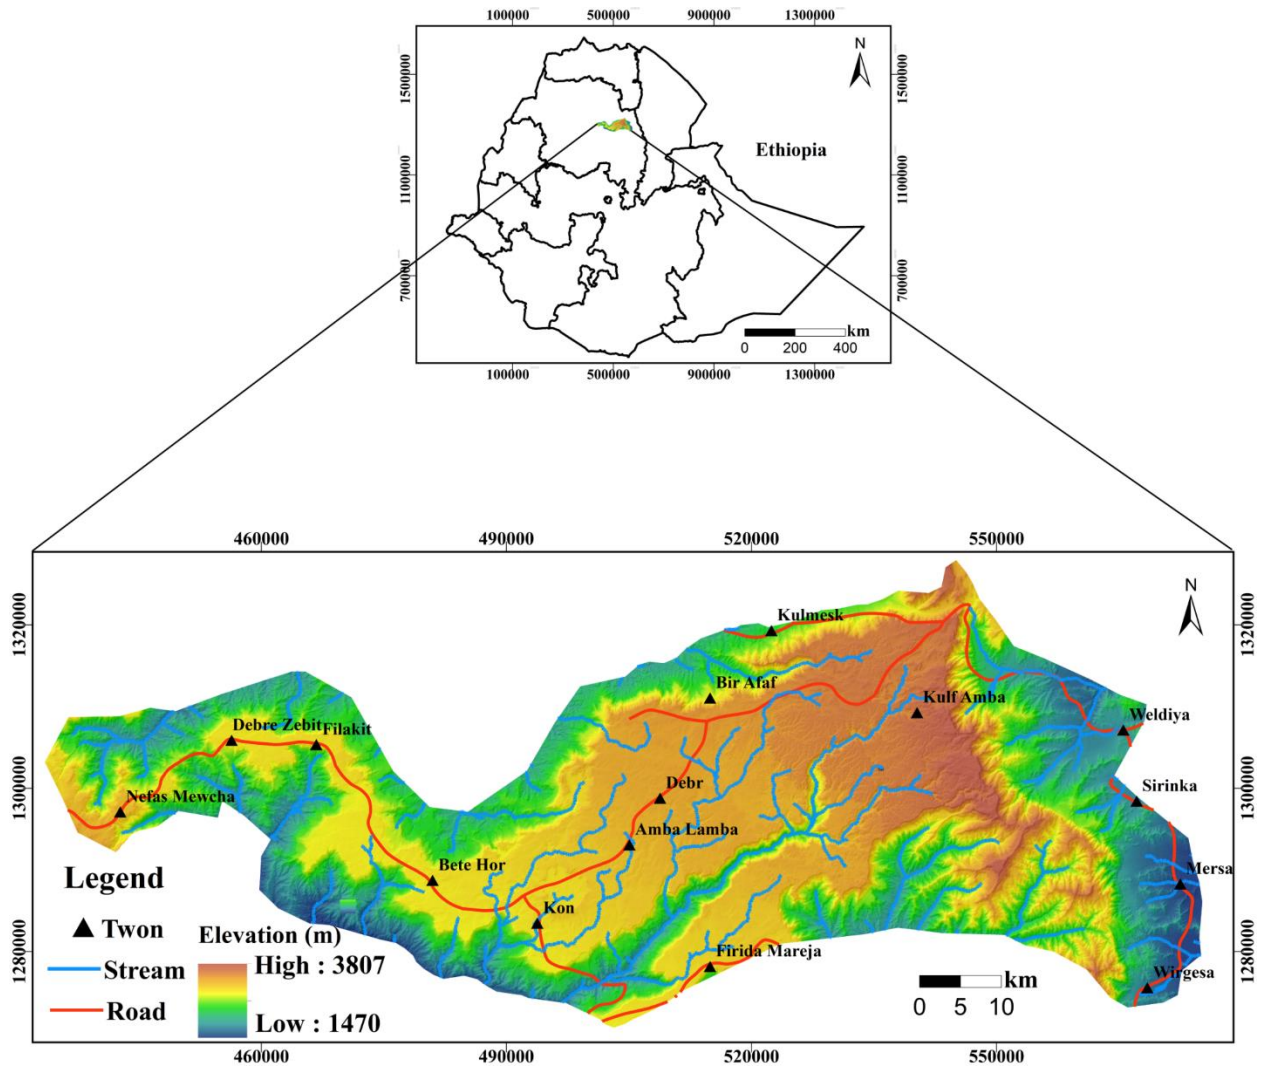 100000 500000 900000 1300000
N
1500000
1500000
Ethiopia
1100000
1100000
700000
700000
km
0 200 400
100000 500000 900000 1300000
460000 490000 520000 550000
N
1320000
1320000
Kulmesk
Bir Afaf
Kulf Amba
Debre Zebit
Filakit
Weldiya
1300000
1300000
Nefas Mewcha
Debr
Sirinka
Amba Lamba
Bete Hor
Mersa
Legend
Kon
Twon
Elevation (m)
1280000
1280000
Firida Mareja
Stream
High : 3807
Wirgesa
km
0 5 10
Road
Low : 1470
460000 490000 520000 550000